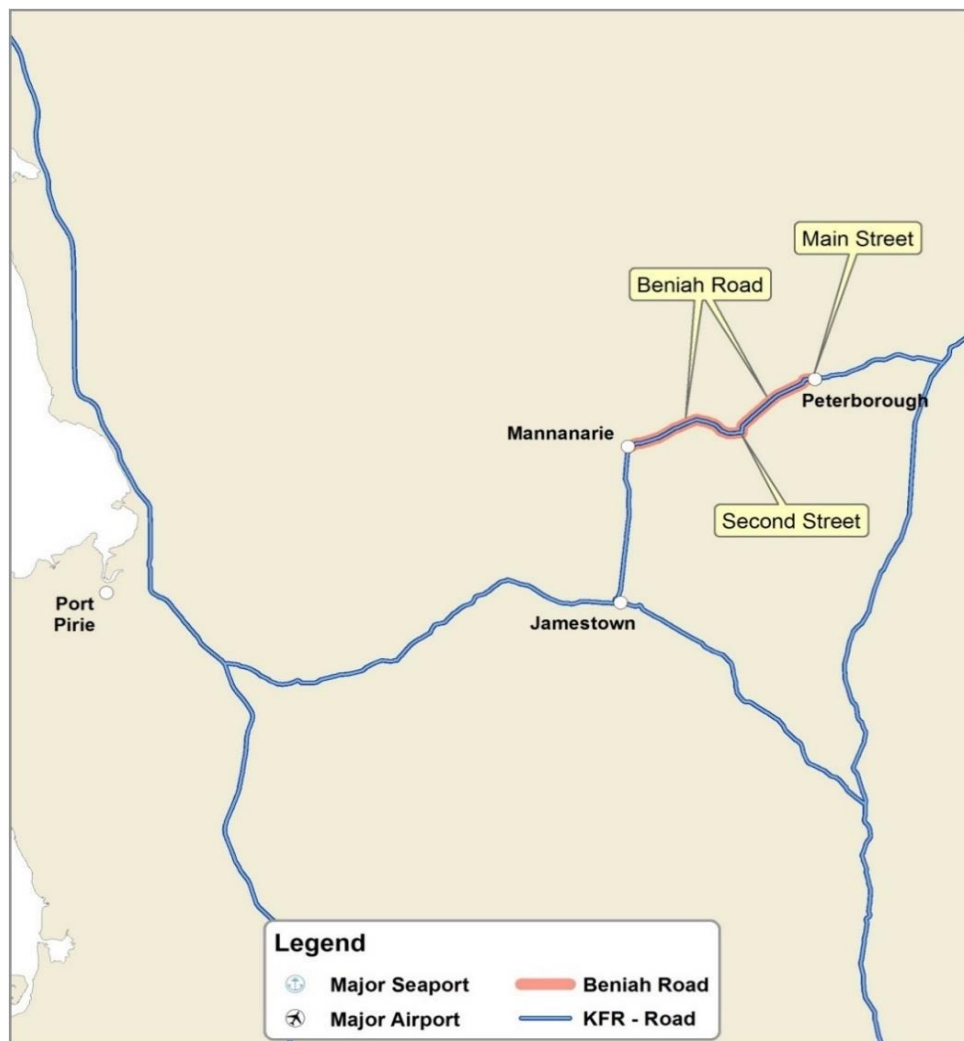 Main Street
Beniah Road
Peterborough
Mannanarie
Second Street
Port
Pirie
Jamestown
Legend
Major Seaport
Beniah Road
Major Airport
KFR - Road